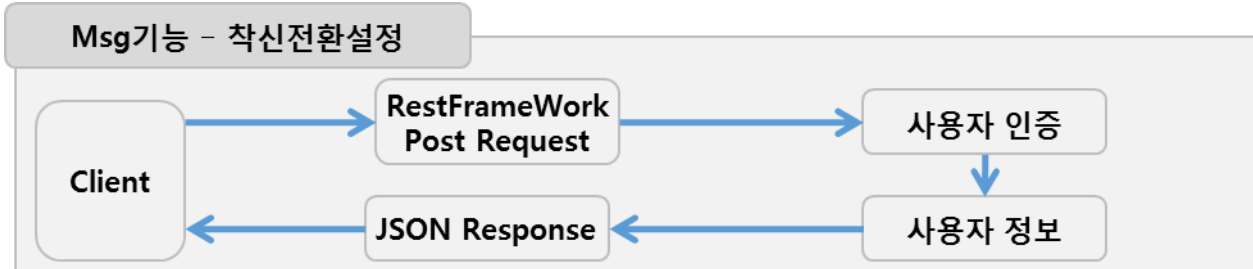 Msg기능 – 착신전환설정
Client
RestFrameWork
Post Request
사용자 인증
JSON Response
사용자 정보